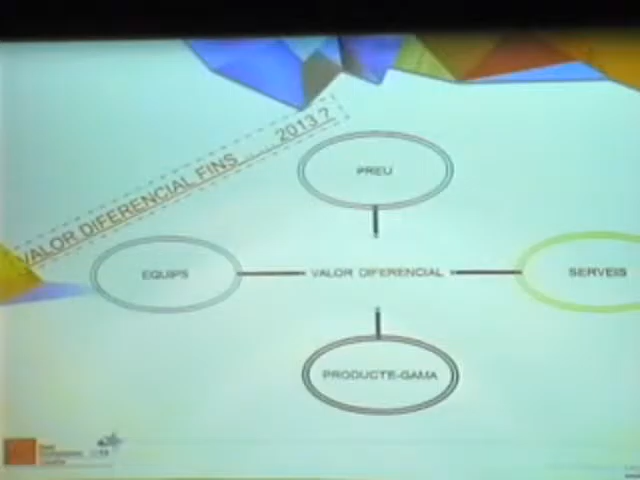 VALOR DIFERENCIAL FINS ..... 2013 ?
PREU
EQUIPS
VALOR DIFERENCIAL
SERVEIS
PRODUCTE-GAMA